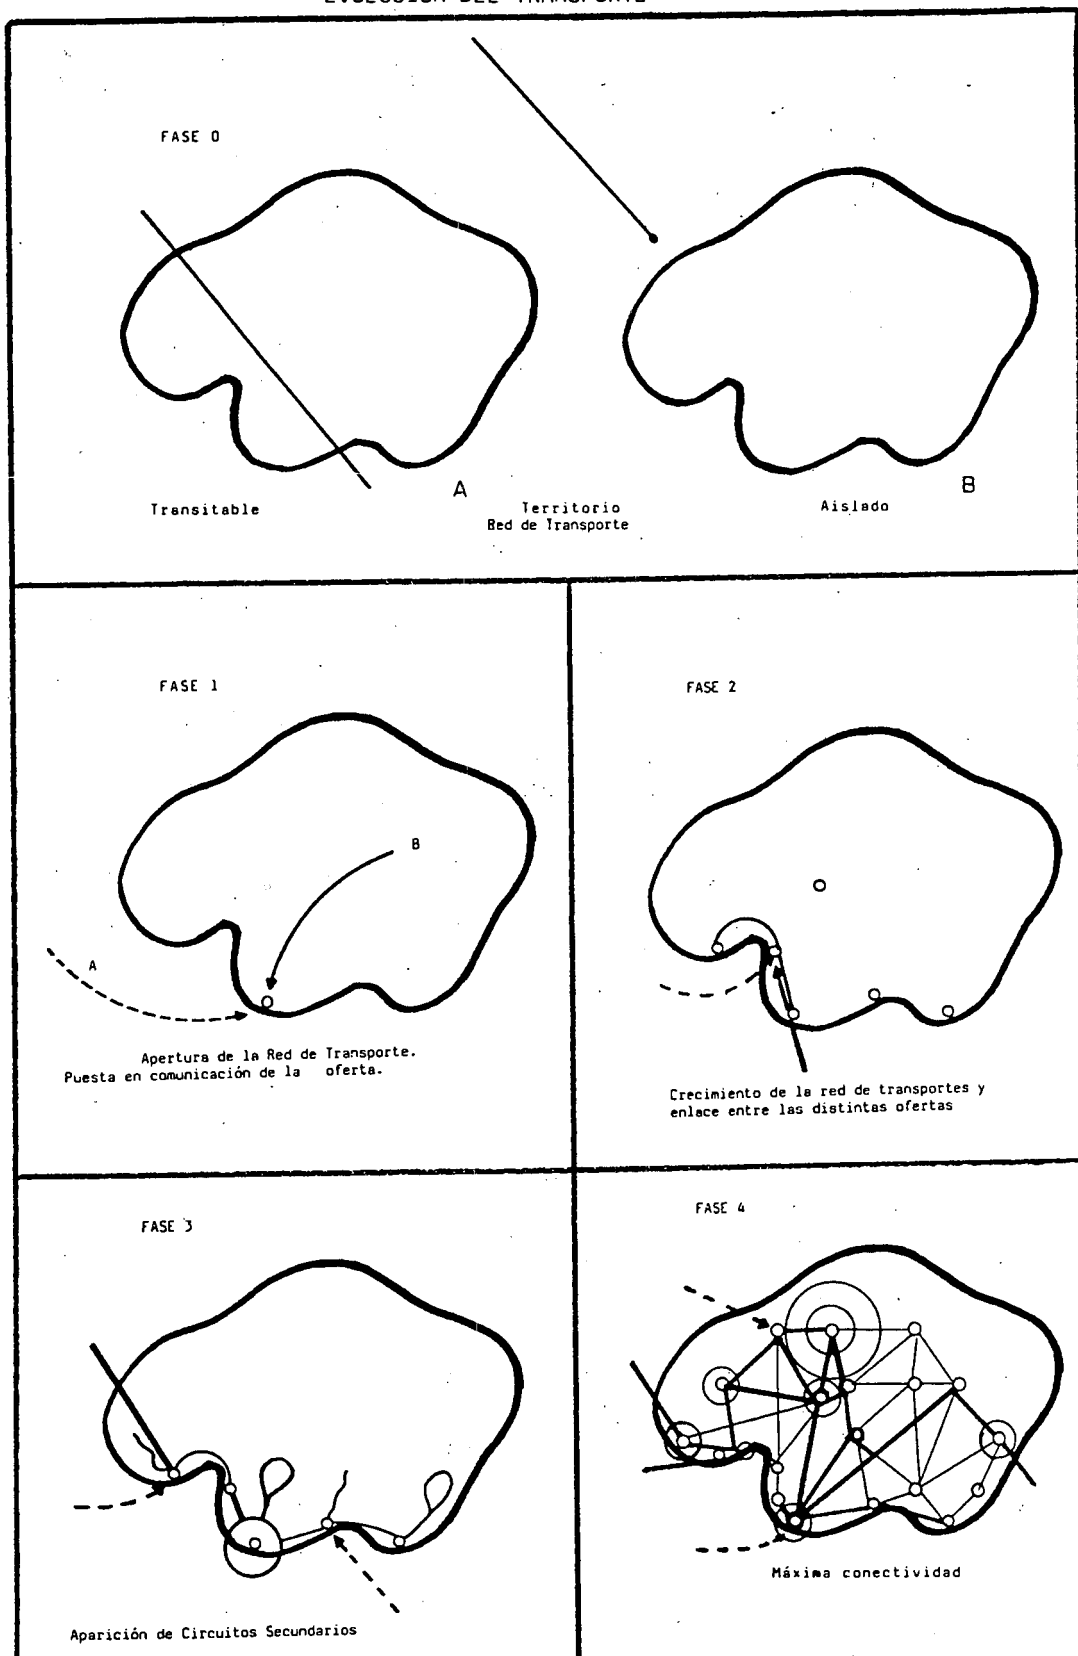 FASE 0
A
B
Transitable
Territorio
Red de Transporte
Aislado
FASE 1
B
A
Apertura de la Red de Transporte.
Puesta en comunicación de la oferta.
FASE 2
Crecimiento de la red de transportes y
enlace entre las distintas ofertas
FASE 3
Aparición de Circuitos Secundarios
FASE 4
Máxima conectividad